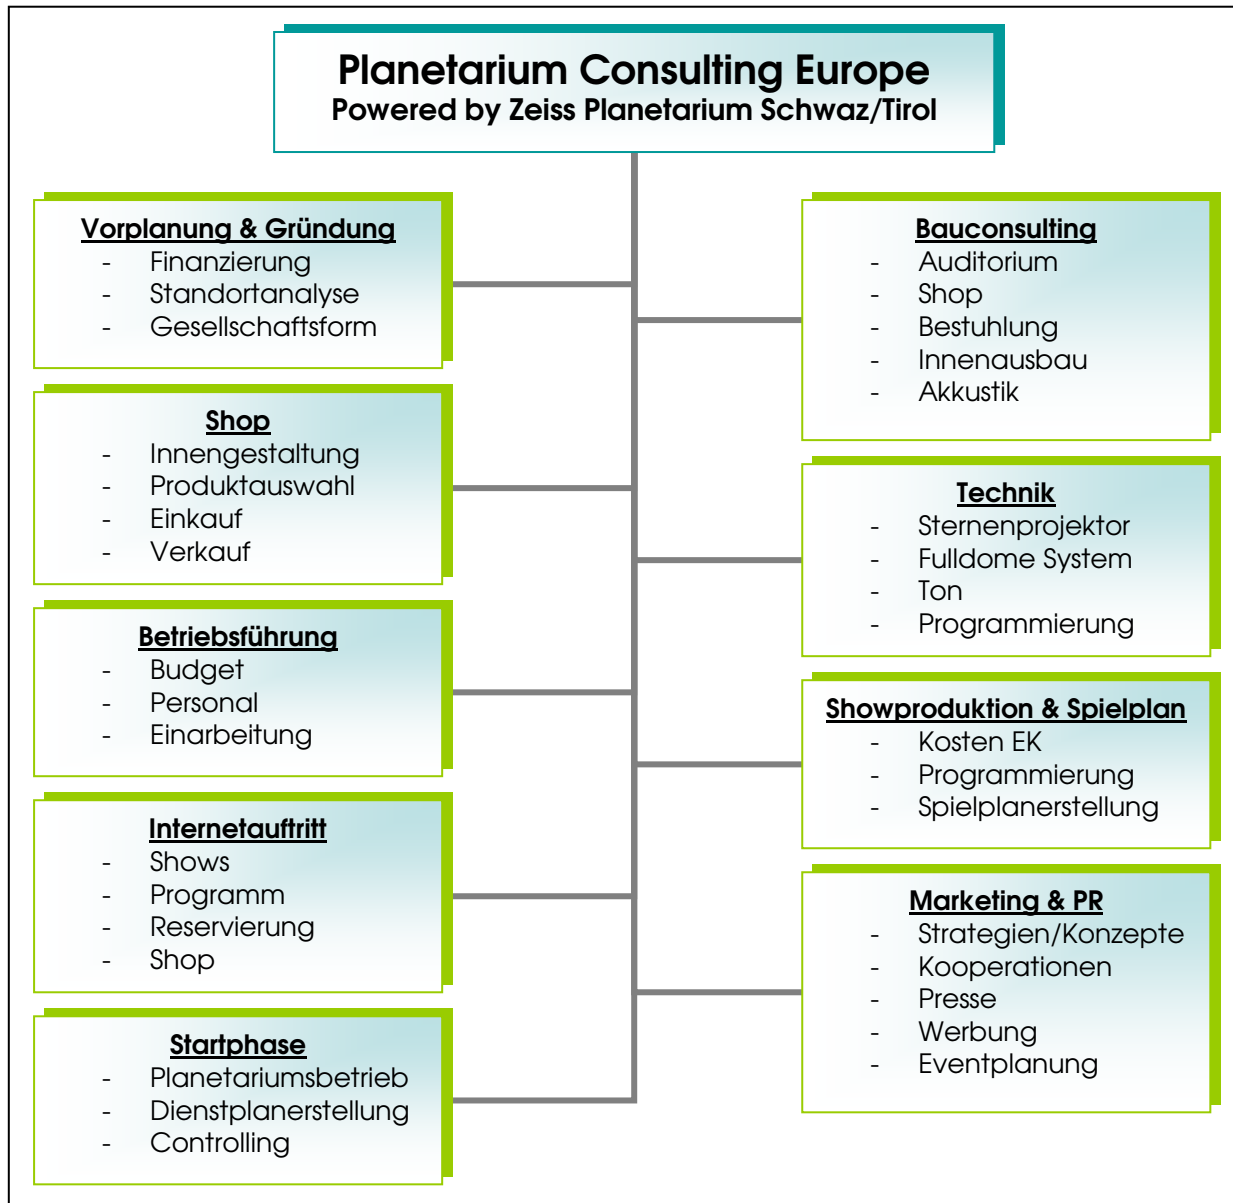 Planetarium Consulting Europe
Powered by Zeiss Planetarium Schwaz/Tirol
Vorplanung & Gründung
- Finanzierung
- Standortanalyse
- Gesellschaftsform
Shop
- Innengestaltung
- Produktauswahl
- Einkauf
- Verkauf
Betriebsführung
- Budget
- Personal
- Einarbeitung
Internetauftritt
- Shows
- Programm
- Reservierung
- Shop
Startphase
- Planetariumsbetrieb
- Dienstplanerstellung
- Controlling
Bauconsulting
- Auditorium
- Shop
- Bestuhlung
- Innenausbau
- Akkustik
Technik
- Sternenprojektor
- Fulldome System
- Ton
- Programmierung
Showproduktion & Spielplan
- Kosten EK
- Programmierung
- Spielplanerstellung
Marketing & PR
- Strategien/Konzepte
- Kooperationen
- Presse
- Werbung
- Eventplanung